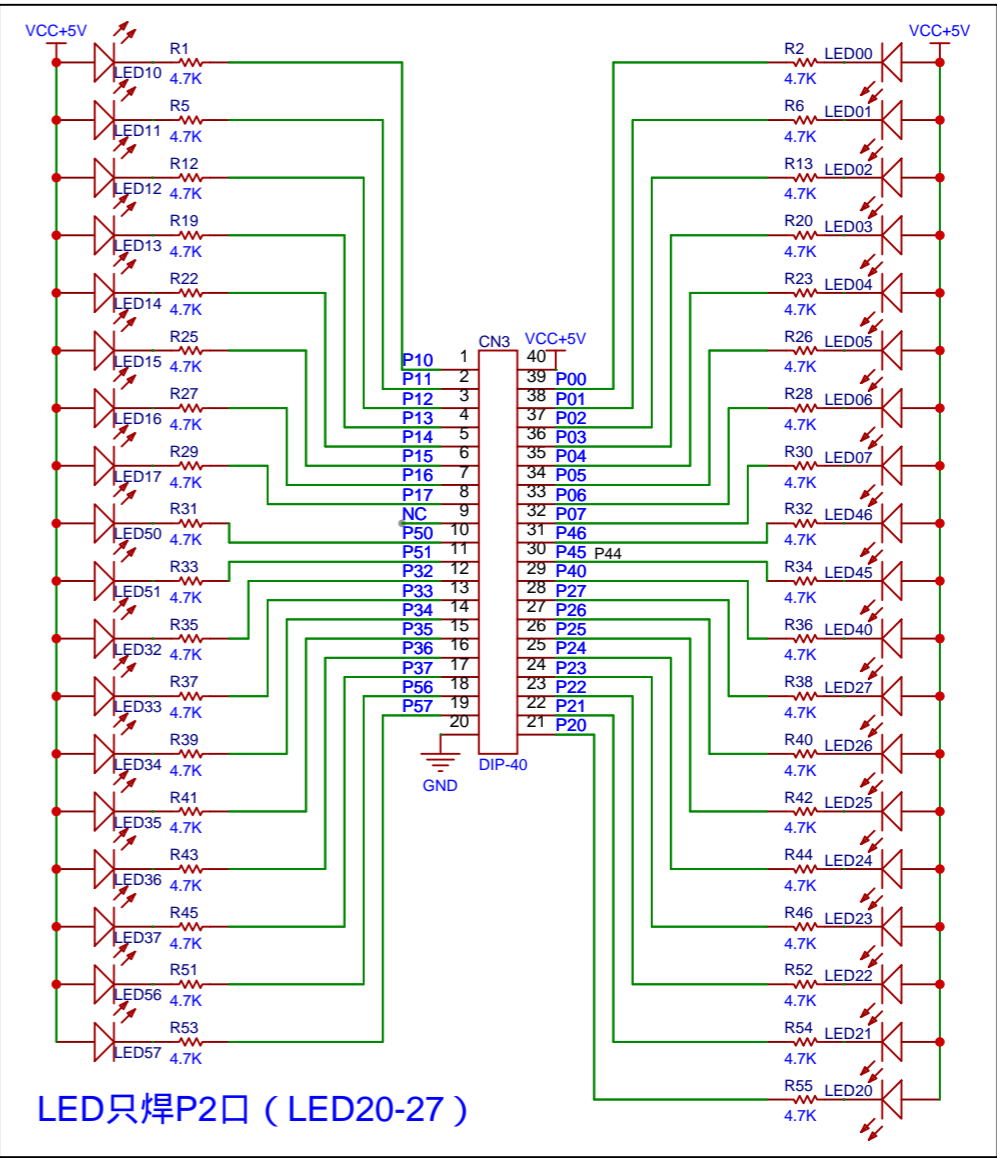 VCC+5V
VCC+5V
R1
LED10
4.7K
R5
LED11
4.7K
R12
LED12
4.7K
R19
LED13
4.7K
R22
LED14
4.7K
R25
LED15
4.7K
R27
LED16
4.7K
R29
LED17
4.7K
R31
LED50
4.7K
R33
LED51
4.7K
R35
LED32
4.7K
R37
LED33
4.7K
R39
LED34
4.7K
R41
LED35
4.7K
R43
LED36
4.7K
R45
LED37
4.7K
R51
LED56
4.7K
R53
LED57
4.7K
CN3
VCC+5V
P10 1
P11 2
P12 3
P13 4
P14 5
P15 6
P16 7
P17 8
NC 9
P50 10
P51 11
P32 12
P33 13
P34 14
P35 15
P36 16
P37 17
P56 18
P57 19
20
GND
40
39 P00
38 P01
37 P02
36 P03
35 P04
34 P05
33 P06
32 P07
31 P46
30 P45 P44
29 P40
28 P27
27 P26
26 P25
25 P24
24 P23
23 P22
22 P21
21 P20
DIP-40
R2 LED00
4.7K
R6 LED01
4.7K
R13 LED02
4.7K
R20 LED03
4.7K
R23 LED04
4.7K
R26 LED05
4.7K
R28 LED06
4.7K
R30 LED07
4.7K
R32 LED46
4.7K
R34 LED45
4.7K
R36 LED40
4.7K
R38 LED27
4.7K
R40 LED26
4.7K
R42 LED25
4.7K
R44 LED24
4.7K
R46 LED23
4.7K
R52 LED22
4.7K
R54 LED21
4.7K
R55 LED20
4.7K
LED只焊P2口（LED20-27）